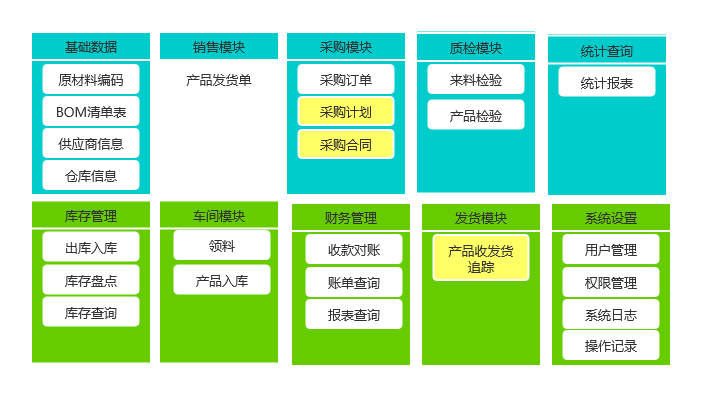 基础数据
原材料编码
BOM清单表
供应商信息
仓库信息
销售模块
产品发货单
采购模块
采购订单
采购计划
采购合同
质检模块
来料检验
产品检验
统计查询
统计报表
库存管理
出库入库
库存盘点
库存查询
车间模块
领料
产品入库
财务管理
收款对账
账单查询
报表查询
发货模块
产品收发货
追踪
系统设置
用户管理
权限管理
系统日志
操作记录